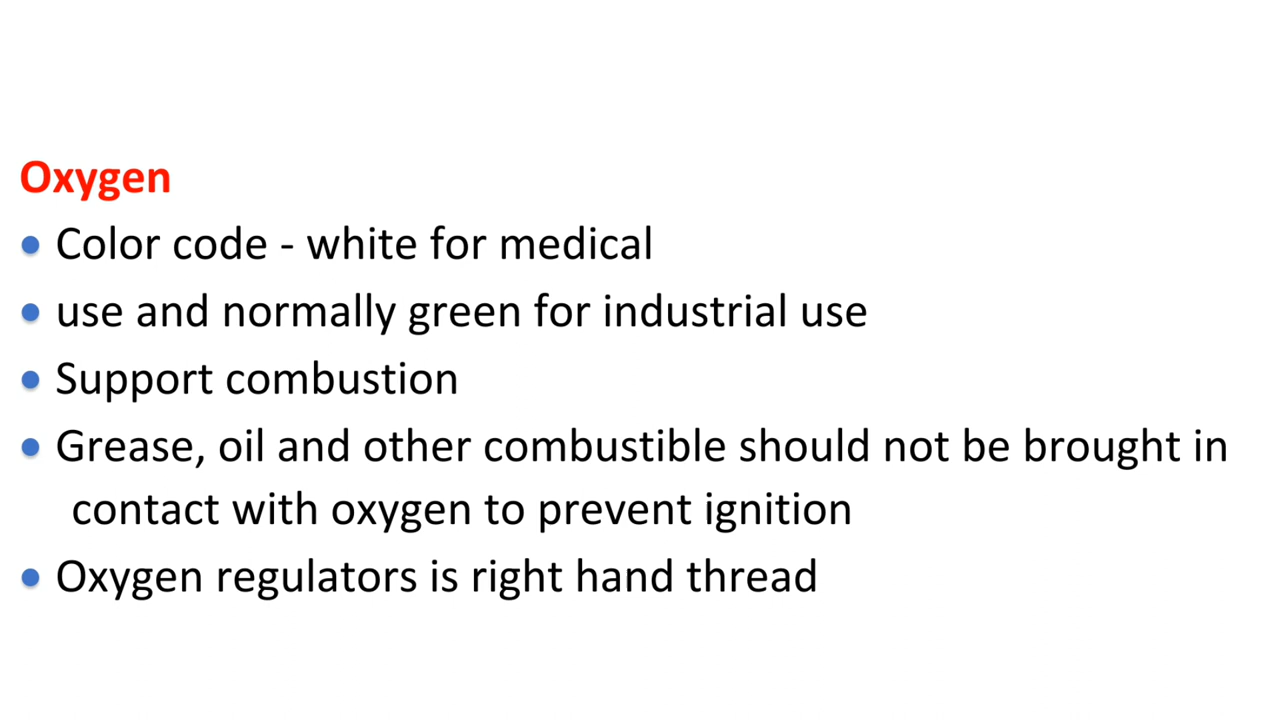 Oxygen
• Color code - white for medical
• use and normally green for industrial use
• Support combustion
• Grease, oil and other combustible should not be brought in
contact with oxygen to prevent ignition
• Oxygen regulators is right hand thread